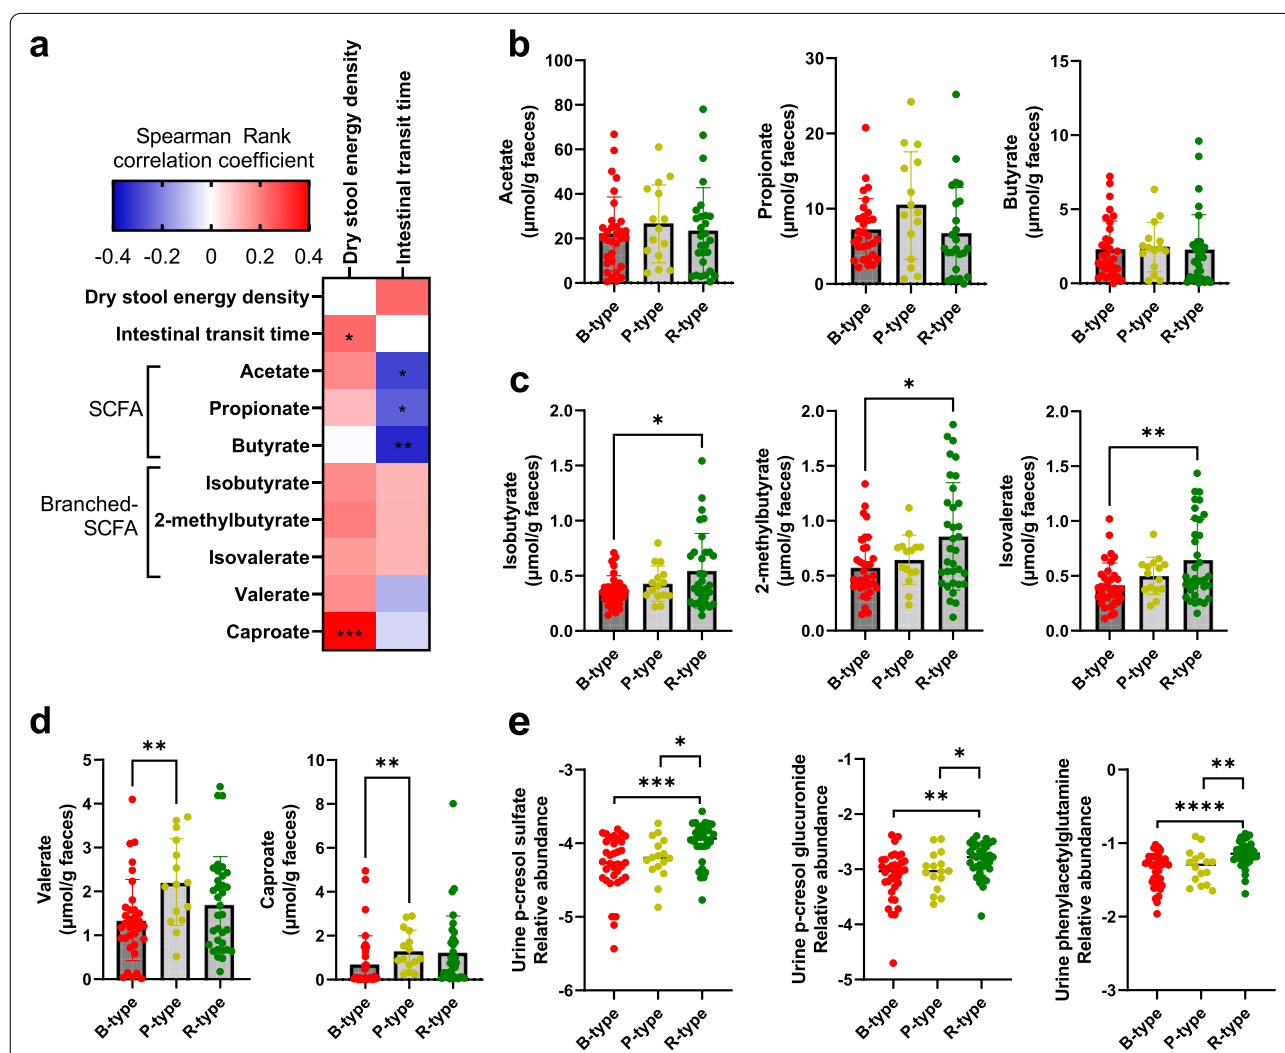 a
Spearman Rank
correlation coefficient
-0.4 -0.2 0 0.2 0.4
Dry stool energy density
Intestinal transit time
Dry stool energy density
Intestinal transit time
*
SCFA
Acetate
*
Propionate
*
Butyrate
**
Branched-
SCFA
Isobutyrate
2-methylbutyrate
Isovalerate
Valerate
Caproate
***
b
Acetate
(µmol/g faeces)
100
80
60
40
20
0
B-type P-type R-type
Propionate
(µmol/g faeces)
30
20
10
0
B-type P-type R-type
Butyrate
(µmol/g faeces)
15
10
5
0
B-type P-type R-type
c
Isobutyrate
(µmol/g faeces)
2.0
1.5
1.0
0.5
0.0
*
B-type P-type R-type
2-methylbutyrate
(µmol/g faeces)
2.0
1.5
1.0
0.5
0.0
*
B-type P-type R-type
Isovalerate
(µmol/g faeces)
2.0
1.5
1.0
0.5
0.0
**
B-type P-type R-type
d
Valerate
(µmol/g faeces)
5
4
3
2
1
0
**
B-type P-type R-type
Caproate
(µmol/g faeces)
10
8
6
4
2
0
**
B-type P-type R-type
e
Urine p-cresol sulfate
Relative abundance
-3
-4
-5
-6
*
***
B-type P-type R-type
Urine p-cresol glucuronide
Relative abundance
-1
-2
-3
-4
-5
*
**
B-type P-type R-type
Urine phenylacetylglutamine
Relative abundance
0
-1
-2
-3
**
****
B-type P-type R-type